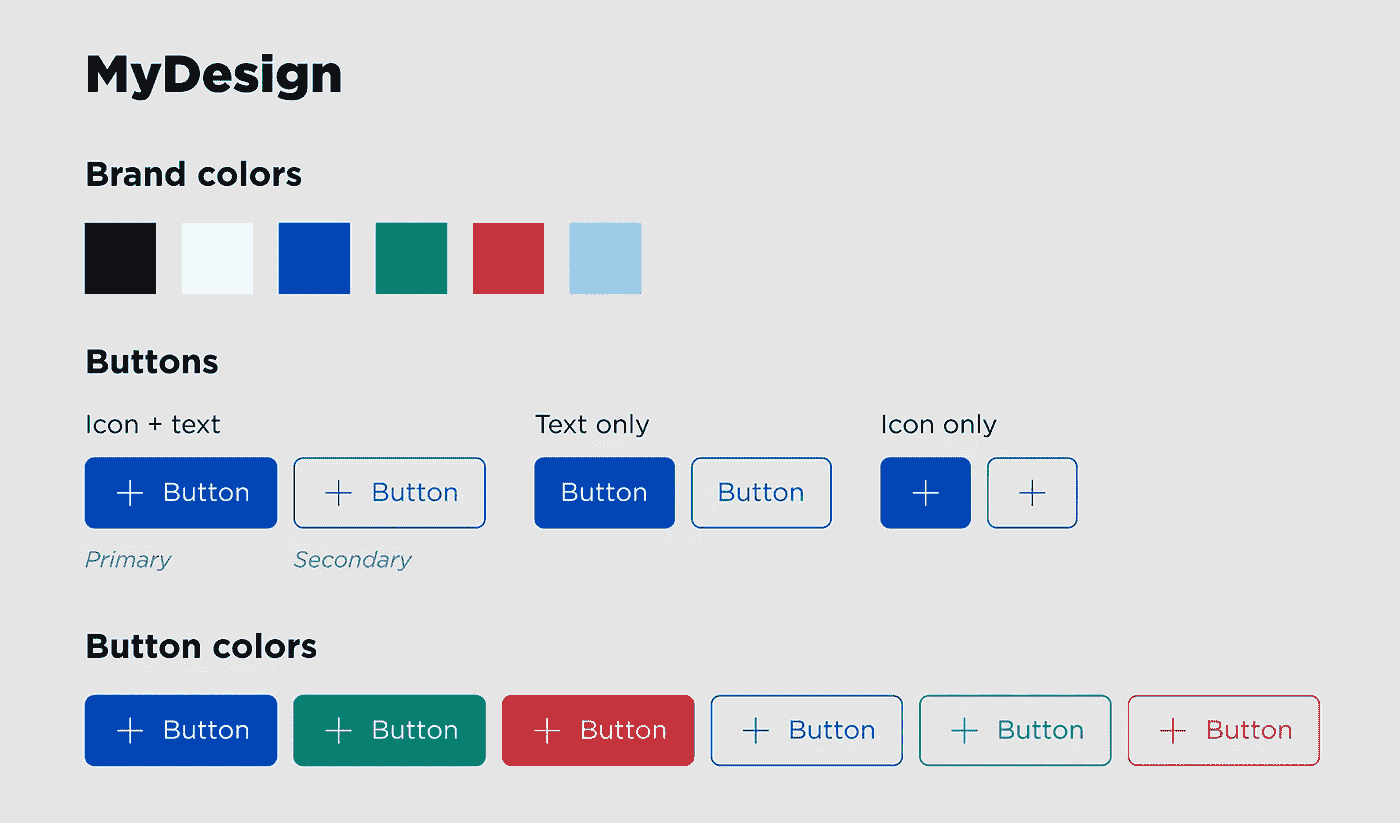 MyDesign
Brand colors
Buttons
Icon + text
Text only
Icon only
Button
Button
Button
Button
Primary
Secondary
Button colors
Button
Button
Button
Button
Button
Button